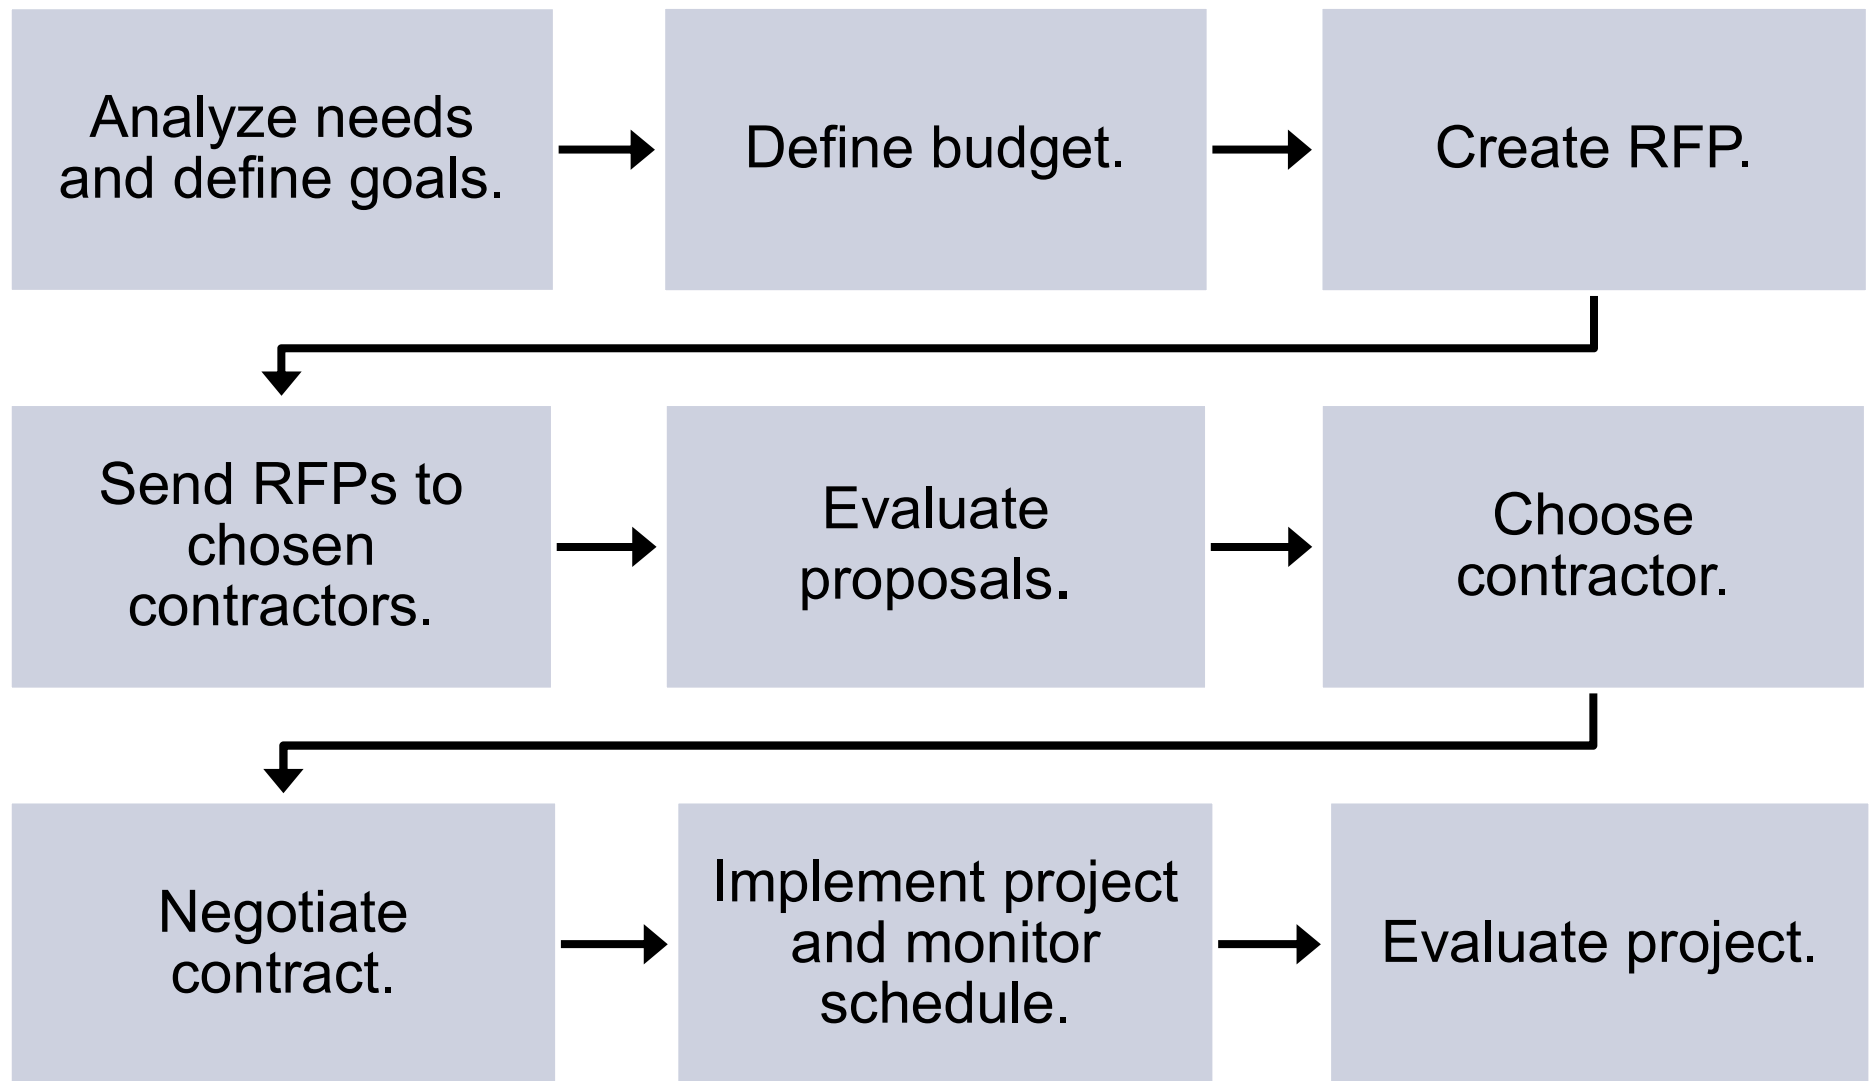 Analyze needs
and define goals.
Define budget.
Create RFP.
Send RFPs to
chosen
contractors.
Evaluate
proposals.
Choose
contractor.
Negotiate
contract.
Implement project
and monitor
schedule.
Evaluate project.